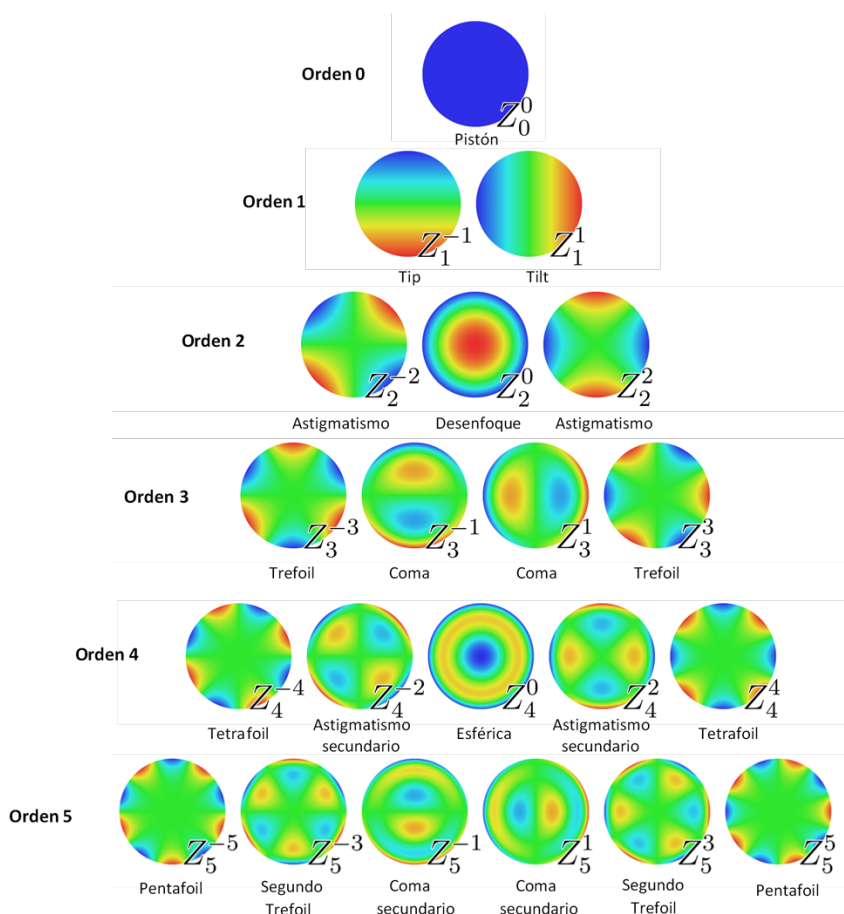 Orden 0
Z_0^0
Pistón
Orden 1
Z_1^{-1} Z_1^1
Tip Tilt
Orden 2
Z_2^{-2} Z_2^0 Z_2^2
Astigmatismo Desenfoque Astigmatismo
Orden 3
Z_3^{-3} Z_3^{-1} Z_3^1 Z_3^3
Trefoil Coma Coma Trefoil
Orden 4
Z_4^{-4} Z_4^{-2} Z_4^0 Z_4^2 Z_4^4
Tetrafoil Astigmatismo Esférica Astigmatismo Tetrafoil
secundario secundario
Orden 5
Z_5^{-5} Z_5^{-3} Z_5^{-1} Z_5^1 Z_5^3 Z_5^5
Pentafoil Segundo Coma Coma Segundo Pentafoil
Trefoil secundario secundario Trefoil